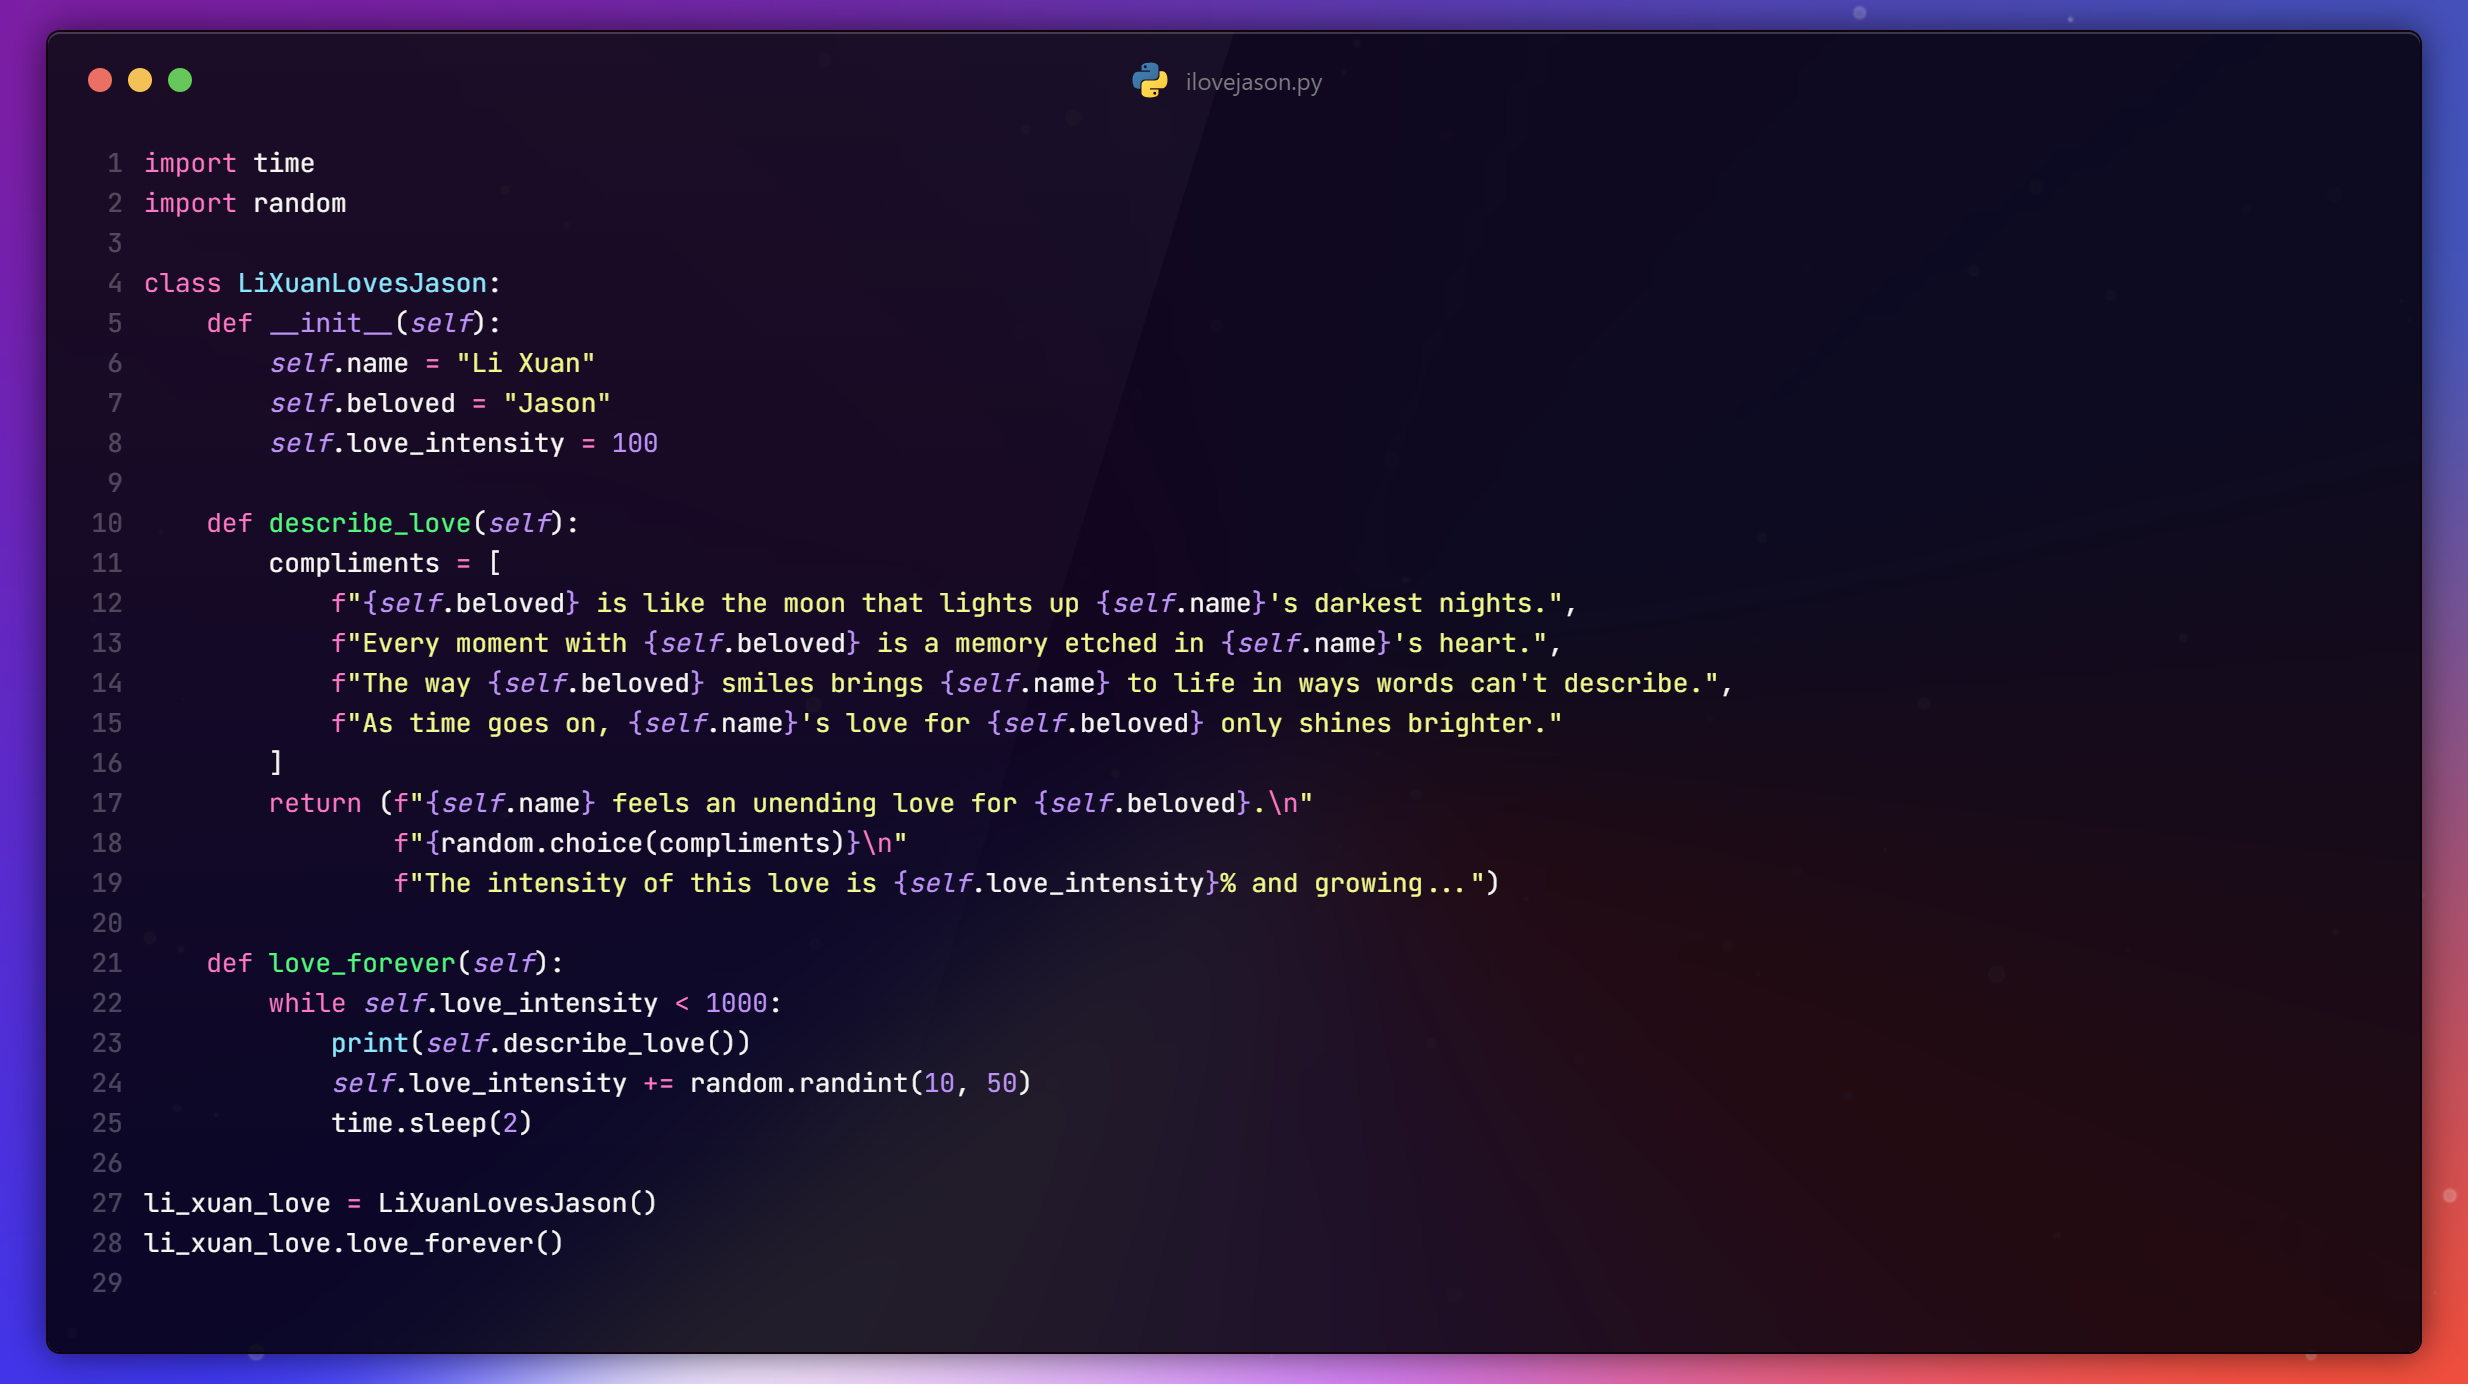 ilovejason.py
1 import time
2 import random
3
4 class LiXuanLovesJason:
5     def __init__(self):
6         self.name = "Li Xuan"
7         self.beloved = "Jason"
8         self.love_intensity = 100
9
10     def describe_love(self):
11         compliments = [
12             f"{self.beloved} is like the moon that lights up {self.name}'s darkest nights.",
13             f"Every moment with {self.beloved} is a memory etched in {self.name}'s heart.",
14             f"The way {self.beloved} smiles brings {self.name} to life in ways words can't describe.",
15             f"As time goes on, {self.name}'s love for {self.beloved} only shines brighter."
16         ]
17         return (f"{self.name} feels an unending love for {self.beloved}.\n"
18                 f"{random.choice(compliments)}\n"
19                 f"The intensity of this love is {self.love_intensity}% and growing...")
20
21     def love_forever(self):
22         while self.love_intensity < 1000:
23             print(self.describe_love())
24             self.love_intensity += random.randint(10, 50)
25             time.sleep(2)
26
27 li_xuan_love = LiXuanLovesJason()
28 li_xuan_love.love_forever()
29